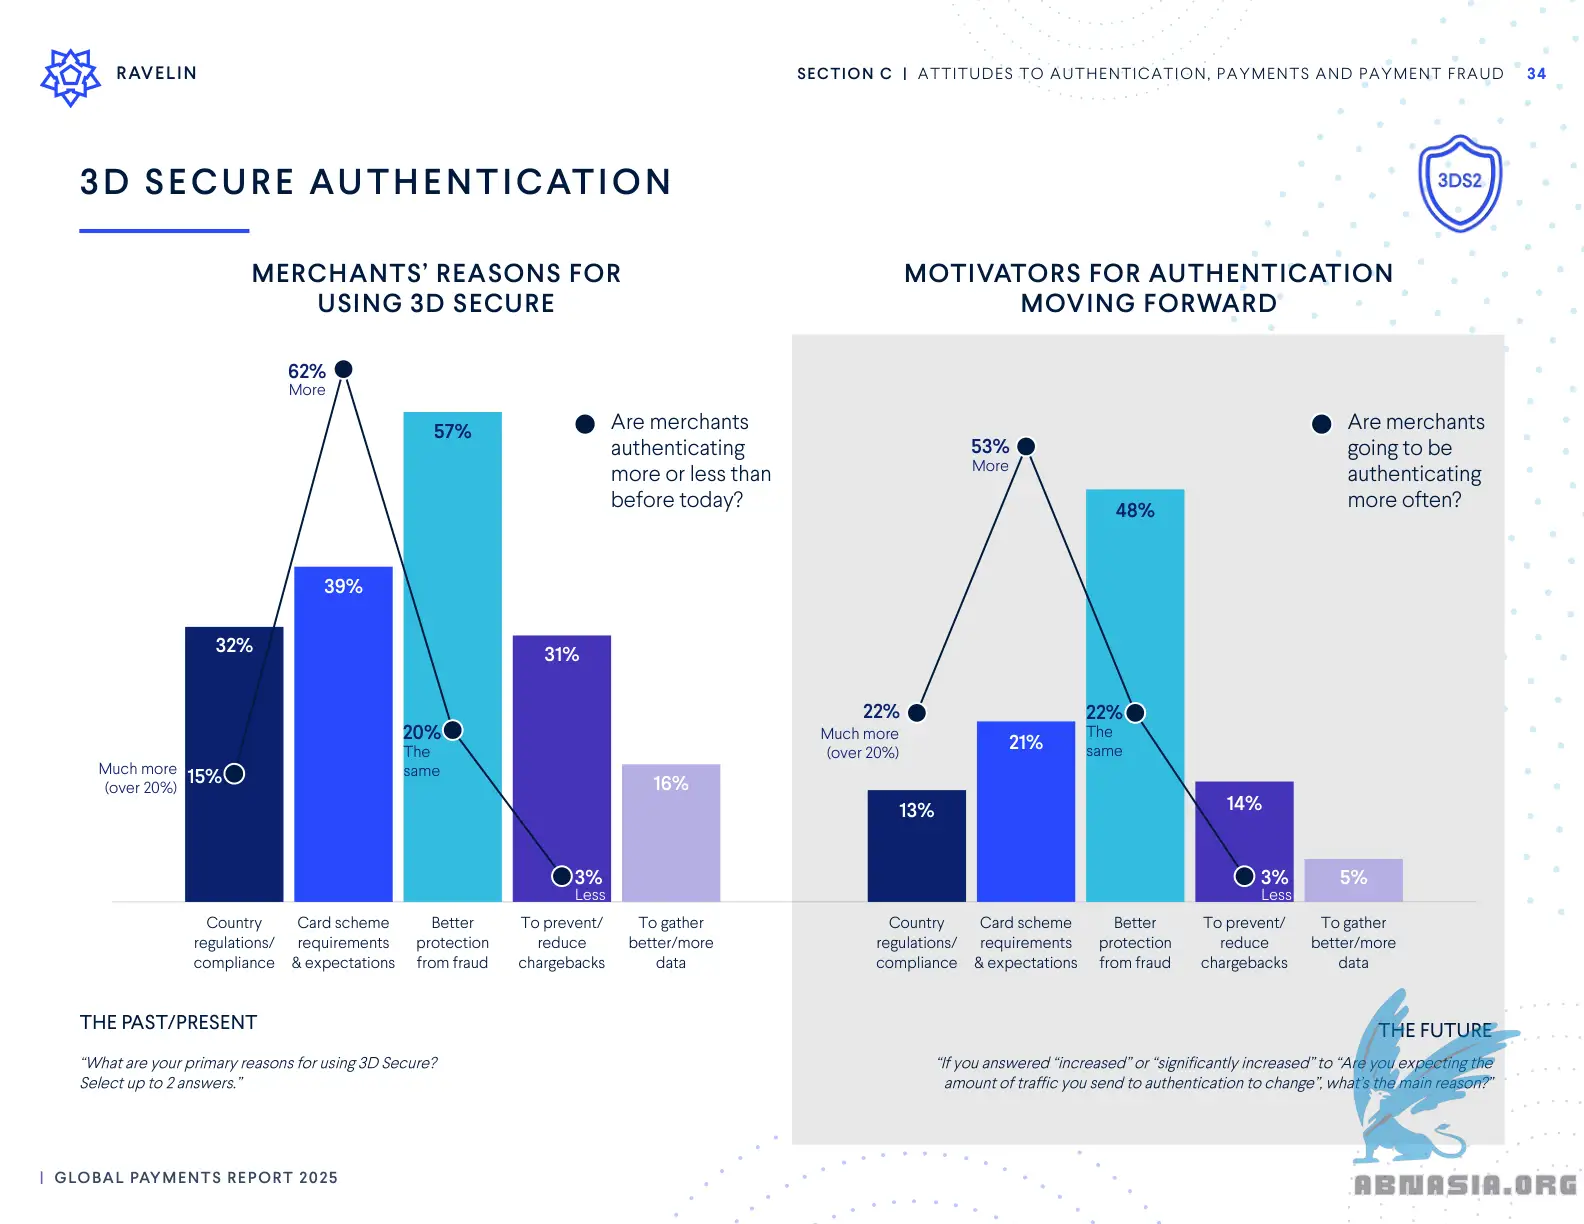 RAVELIN
SECTION C | ATTITUDES TO AUTHENTICATION, PAYMENTS AND PAYMENT FRAUD 34
3D SECURE AUTHENTICATION
3DS2
MERCHANTS’ REASONS FOR
USING 3D SECURE
62%
More
57%
Are merchants
authenticating
more or less than
before today?
39%
32%
31%
20%
The
same
Much more
(over 20%)
15%
16%
3%
Less
Country
regulations/
compliance
Card scheme
requirements
& expectations
Better
protection
from fraud
To prevent/
reduce
chargebacks
To gather
better/more
data
THE PAST/PRESENT
“What are your primary reasons for using 3D Secure?
Select up to 2 answers.”
MOTIVATORS FOR AUTHENTICATION
MOVING FORWARD
53%
More
Are merchants
going to be
authenticating
more often?
48%
22%
Much more
(over 20%)
22%
The
same
21%
13%
14%
3%
Less
5%
Country
regulations/
compliance
Card scheme
requirements
& expectations
Better
protection
from fraud
To prevent/
reduce
chargebacks
To gather
better/more
data
THE FUTURE
“If you answered “increased” or “significantly increased” to “Are you expecting the
amount of traffic you send to authentication to change”, what’s the main reason?”
| GLOBAL PAYMENTS REPORT 2025
ABNASIA.ORG